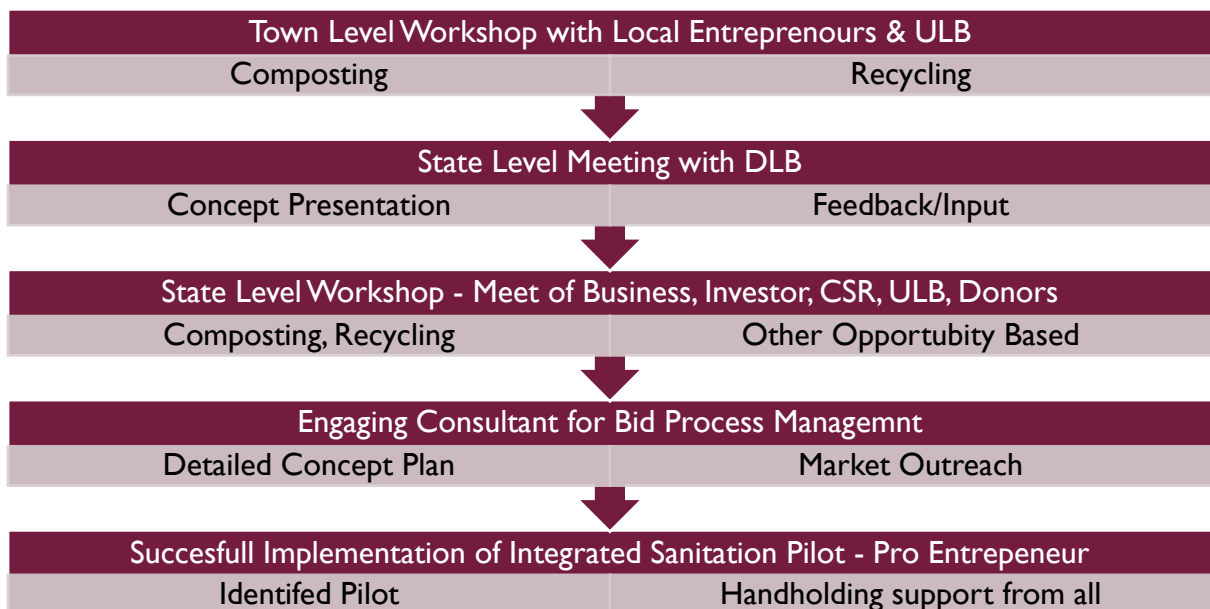 Town Level Workshop with Local Entreprenours & ULB
Composting
Recycling
State Level Meeting with DLB
Concept Presentation
Feedback/Input
State Level Workshop - Meet of Business, Investor, CSR, ULB, Donors
Composting, Recycling
Other Opportubity Based
Engaging Consultant for Bid Process Managemnt
Detailed Concept Plan
Market Outreach
Succesfull Implementation of Integrated Sanitation Pilot - Pro Entrepeneur
Identifed Pilot
Handholding support from all